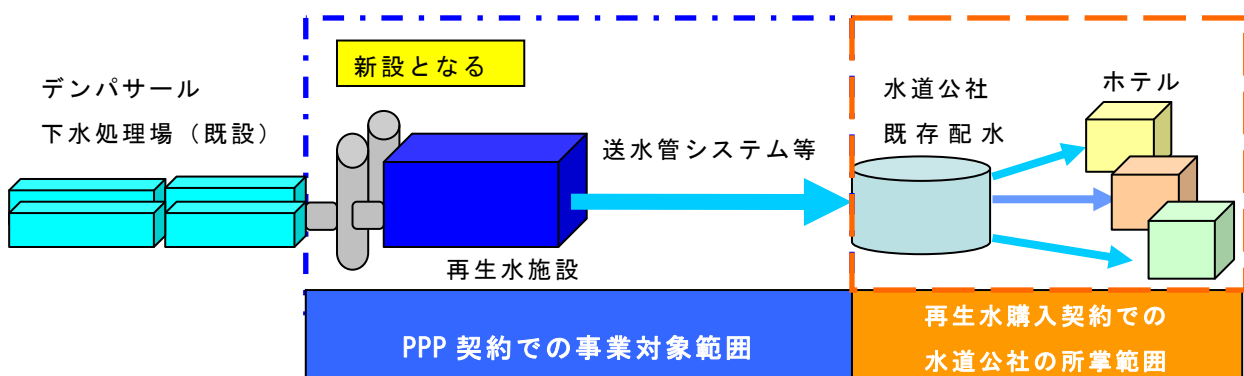 新設となる
デンパサール
下水処理場（既設）
送水管システム等
再生水施設
水道公社
既存配水
ホテル
PPP 契約での事業対象範囲
再生水購入契約での
水道公社の所掌範囲